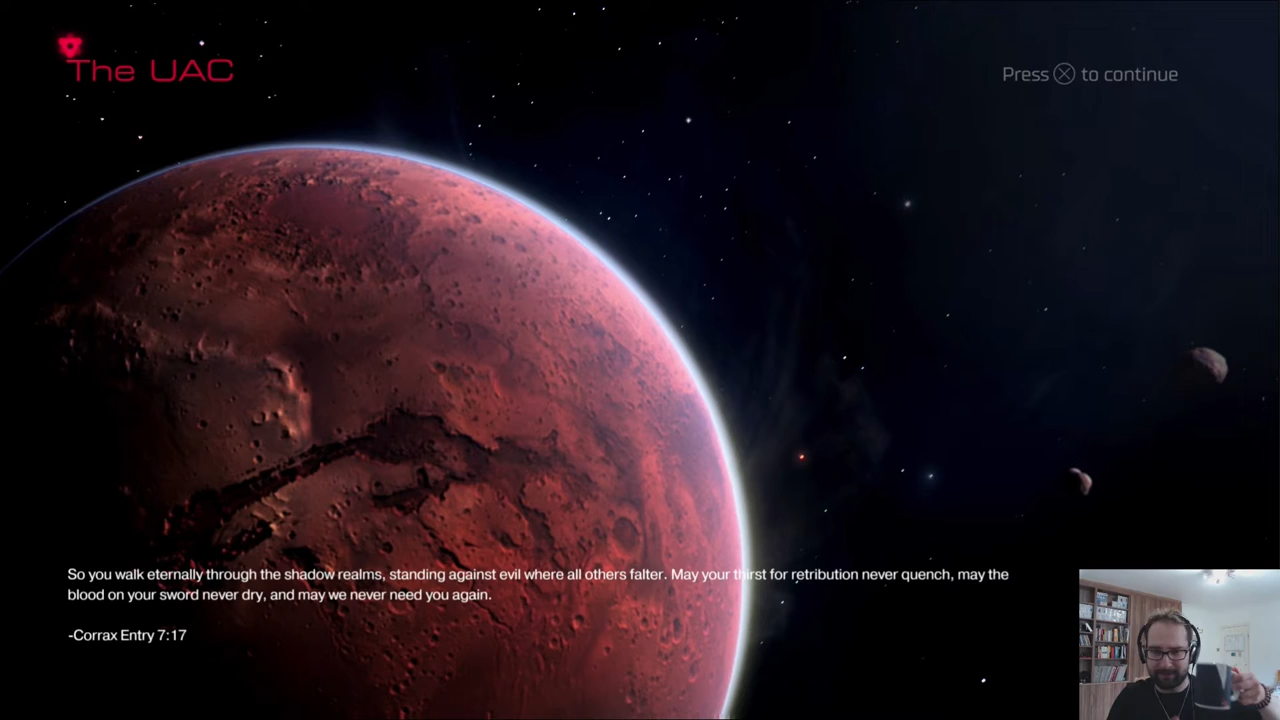 The UAC
Press ⓧ to continue
So you walk eternally through the shadow realms, standing against evil where all others falter. May your thirst for retribution never quench, may the
blood on your sword never dry, and may we never need you again.
-Corrax Entry 7:17